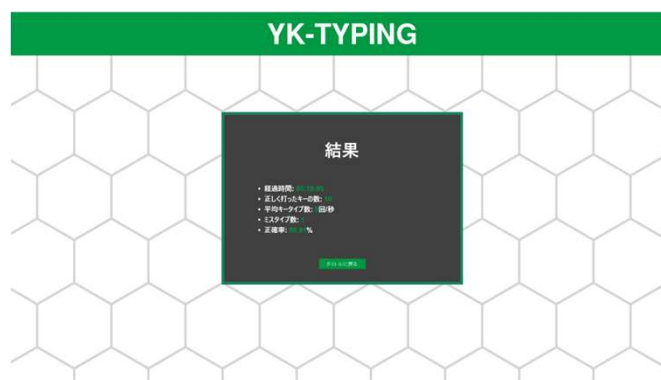 YK-TYPING
結果
経過時間:
正しく打ったキーの数:
平均キータイプ数: 回/秒
ミスタイプ数:
正確率: %
タイトルに戻る